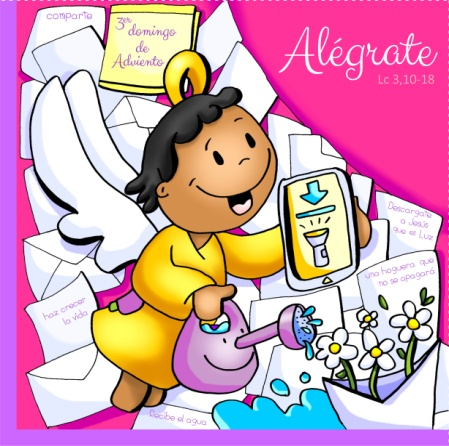 comparte
3er domingo
de
Adviento
Alégrate
Lc 3,10-18
Descargate
a Jesús
que es Luz
una hoguera que
no se apagará
haz crecer
la vida
Recibe el agua